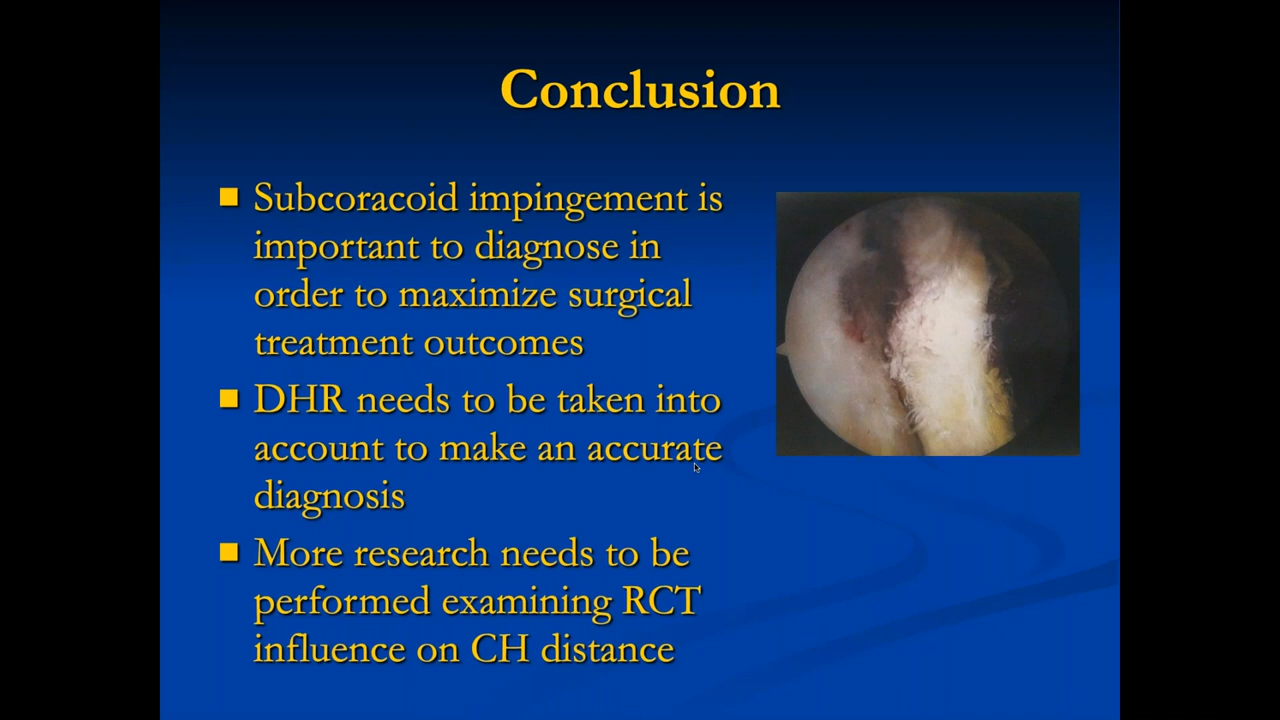 Conclusion
Subcoracoid impingement is
important to diagnose in
order to maximize surgical
treatment outcomes
DHR needs to be taken into
account to make an accurate
diagnosis
More research needs to be
performed examining RCT
influence on CH distance